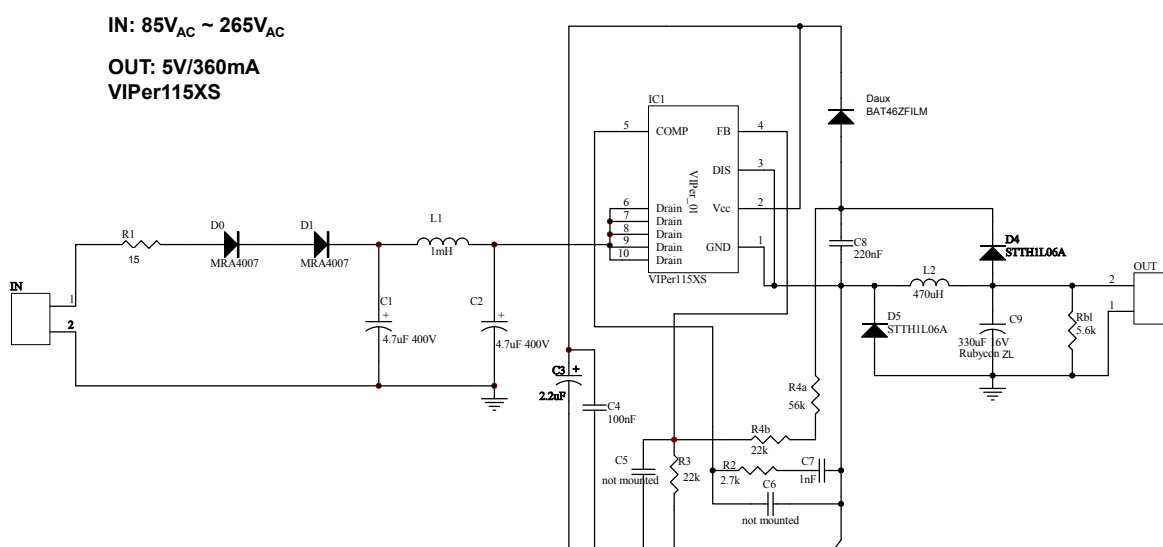 IN: 85VAC ~ 265VAC
OUT: 5V/360mA
VIPer115XS
Daux
BAT46ZFILM
IC1
5 COMP FB 4
DIS 3
VIPer_01
6 Drain Vcc 2
7 Drain
8 Drain
9 Drain GND 1
10 Drain
VIPer115XS
R1
15
D0
MRA4007
D1
MRA4007
L1
1mH
C8
220nF
D4
STTH1L06A
L2
470uH
OUT
2
1
IN
1
2
C1
+
4.7uF 400V
C2
+
4.7uF 400V
D5
STTH1L06A
C9
330uF 16V
Rubycon ZL
Rbl
5.6k
C3 +
2.2uF
C4
100nF
R4a
56k
R4b
22k
C5
not mounted
R3
22k
R2
2.7k
C7
1nF
C6
not mounted